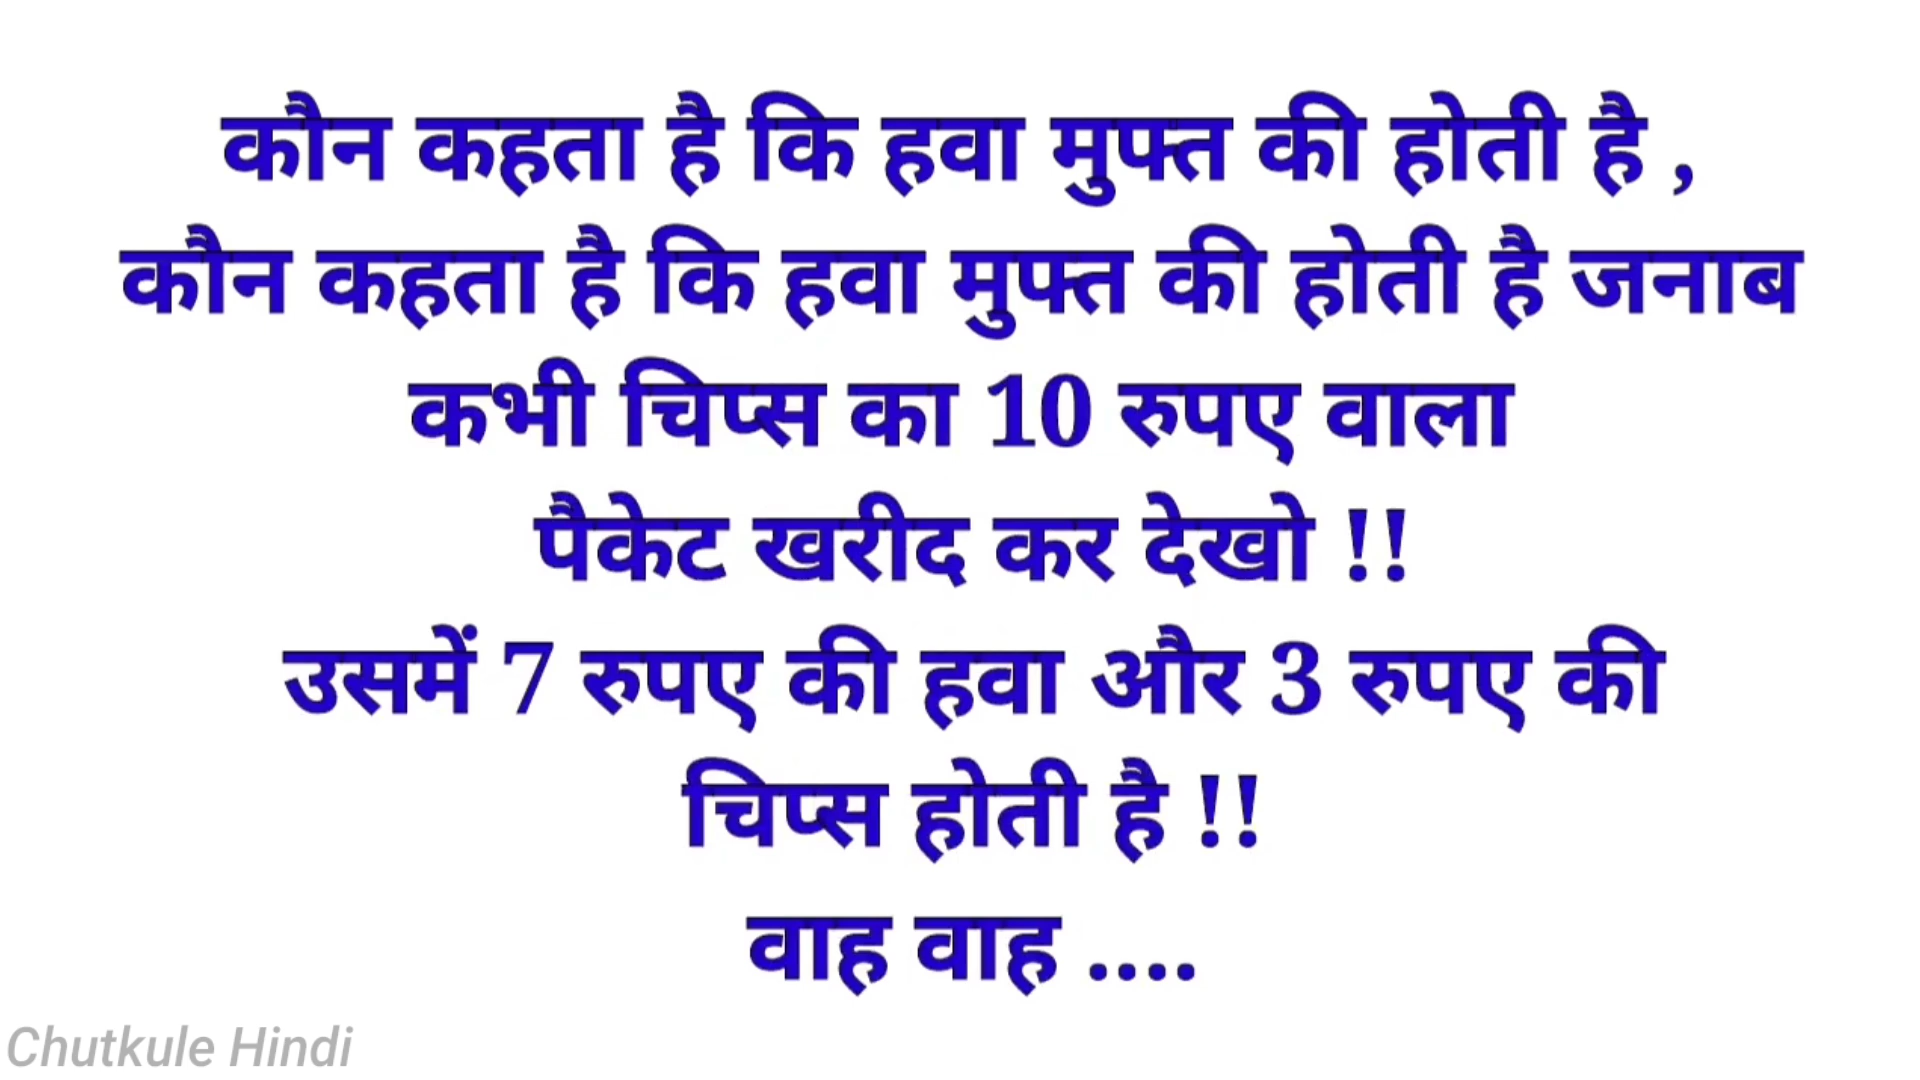 कौन कहता है कि हवा मुफ्त की होती है ,
कौन कहता है कि हवा मुफ्त की होती है जनाब
कभी चिप्स का 10 रुपए वाला
पैकेट खरीद कर देखो !!
उसमें 7 रुपए की हवा और 3 रुपए की
चिप्स होती है !!
वाह वाह ....
Chutkule Hindi